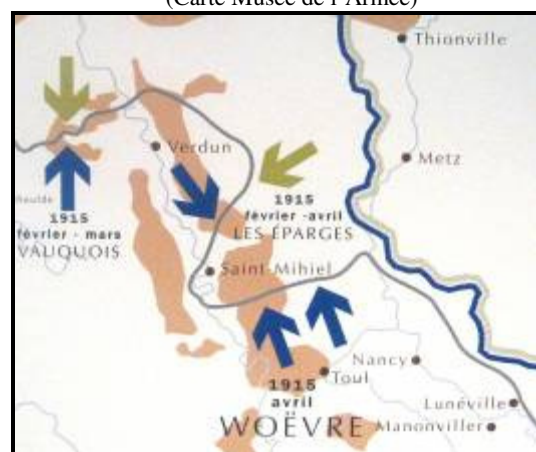 (Carte Musée de l'Armée)
Thionville
Verdun
Metz
1915
février - mars
VAUQUOIS
1915
février - avril
LES ÉPARGES
Saint-Mihiel
Nancy
Toul
1915
avril
WOËVRE
Lunéville
Manonviller